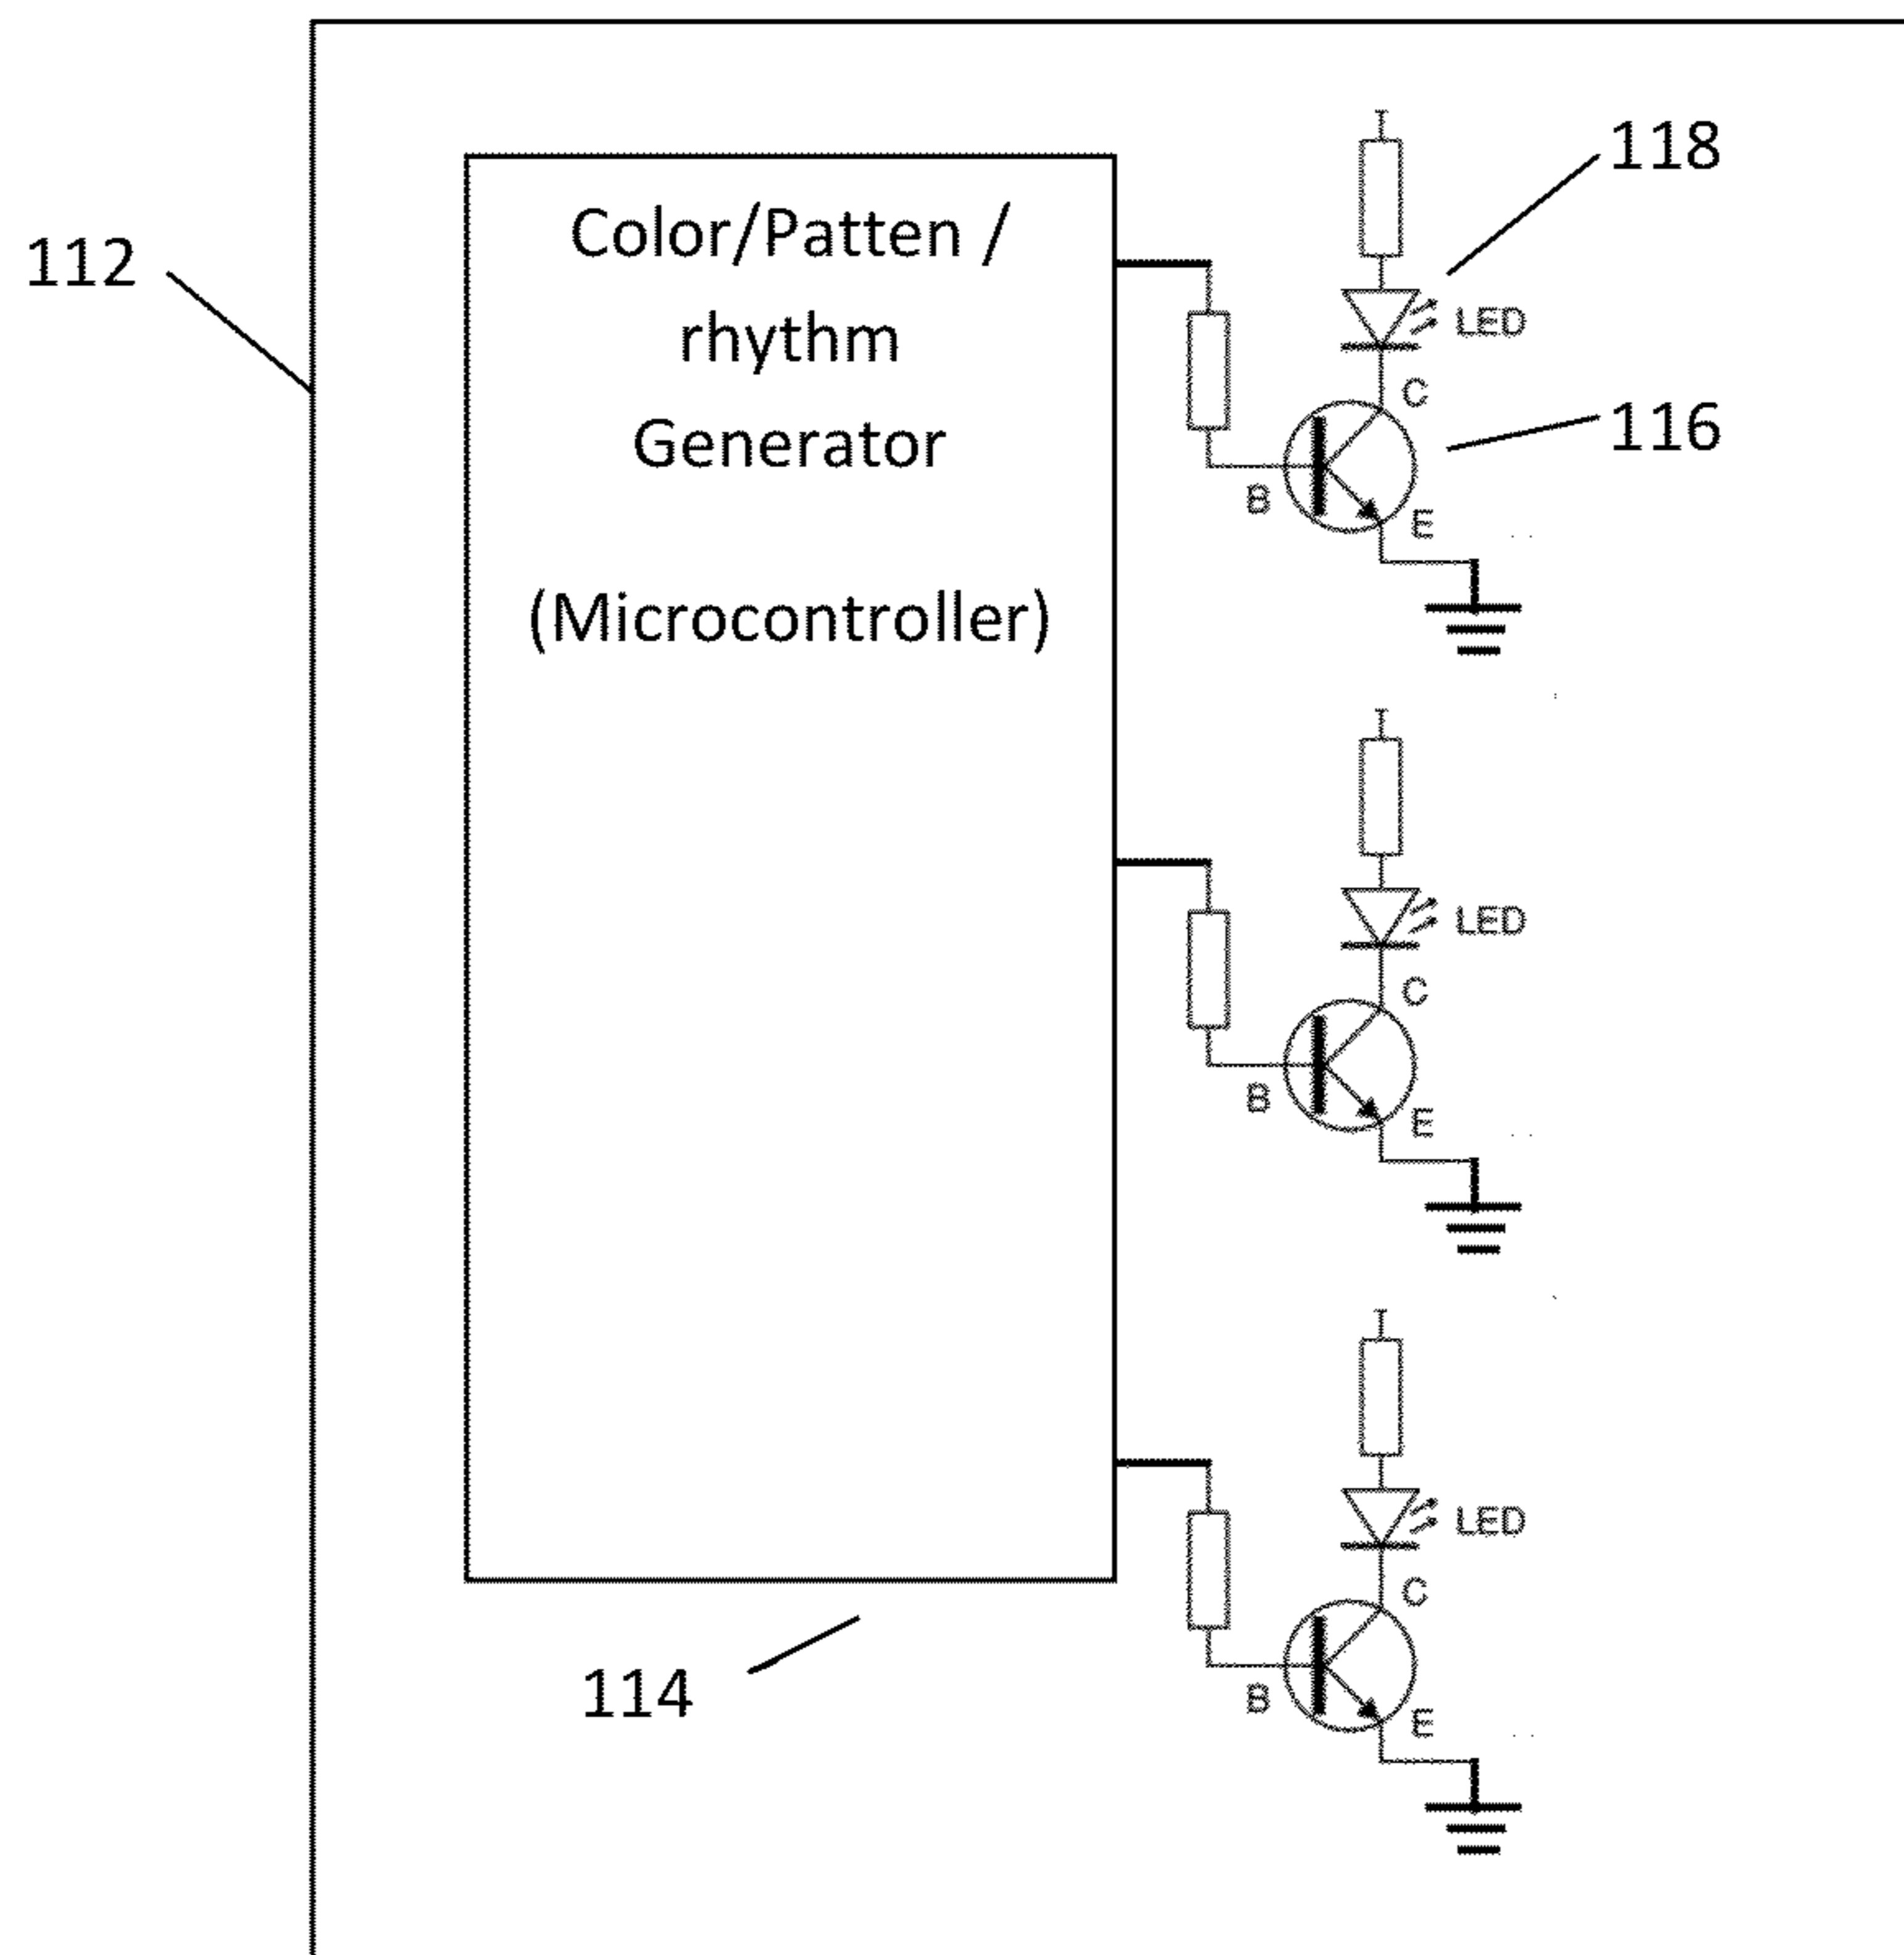 118
Color/Patten /
112
rhythm
LED
C
116
Generator
B
E
(Microcontroller)
LED
C
B
E
LED
C
114
B
E